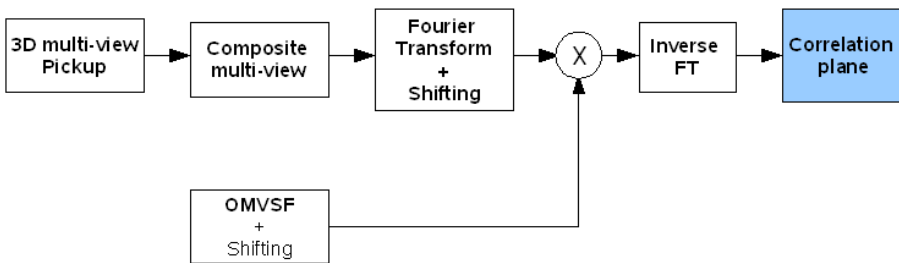 3D multi-view
Pickup
Composite
multi-view
Fourier
Transform
+
Shifting
X
Inverse
FT
Correlation
plane
OMVSF
+
Shifting